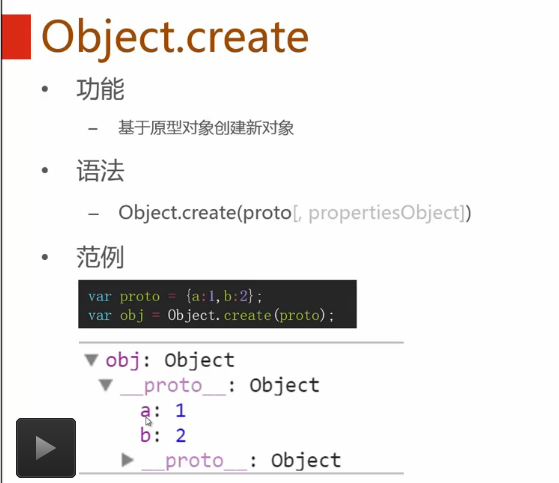 Object.create
• 功能
– 基于原型对象创建新对象
• 语法
– Object.create(proto[, propertiesObject])
• 范例
var proto = {a:1,b:2};
var obj = Object.create(proto);
▼ obj: Object
▼ __proto__: Object
a: 1
b: 2
▶ __proto__: Object